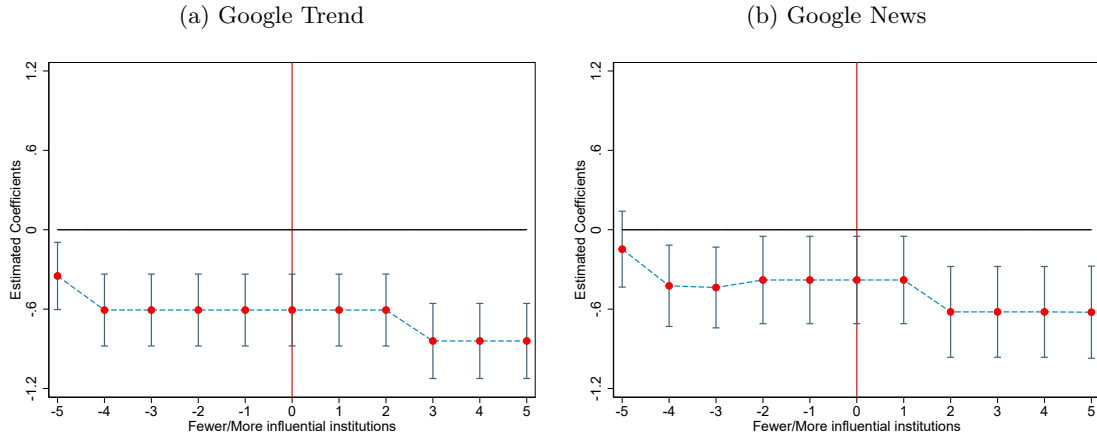 (a) Google Trend
(b) Google News
Estimated Coefficients
1.2
.6
0
-.6
-1.2
-5 -4 -3 -2 -1 0 1 2 3 4 5
Fewer/More influential institutions
Estimated Coefficients
1.2
.6
0
-.6
-1.2
-5 -4 -3 -2 -1 0 1 2 3 4 5
Fewer/More influential institutions